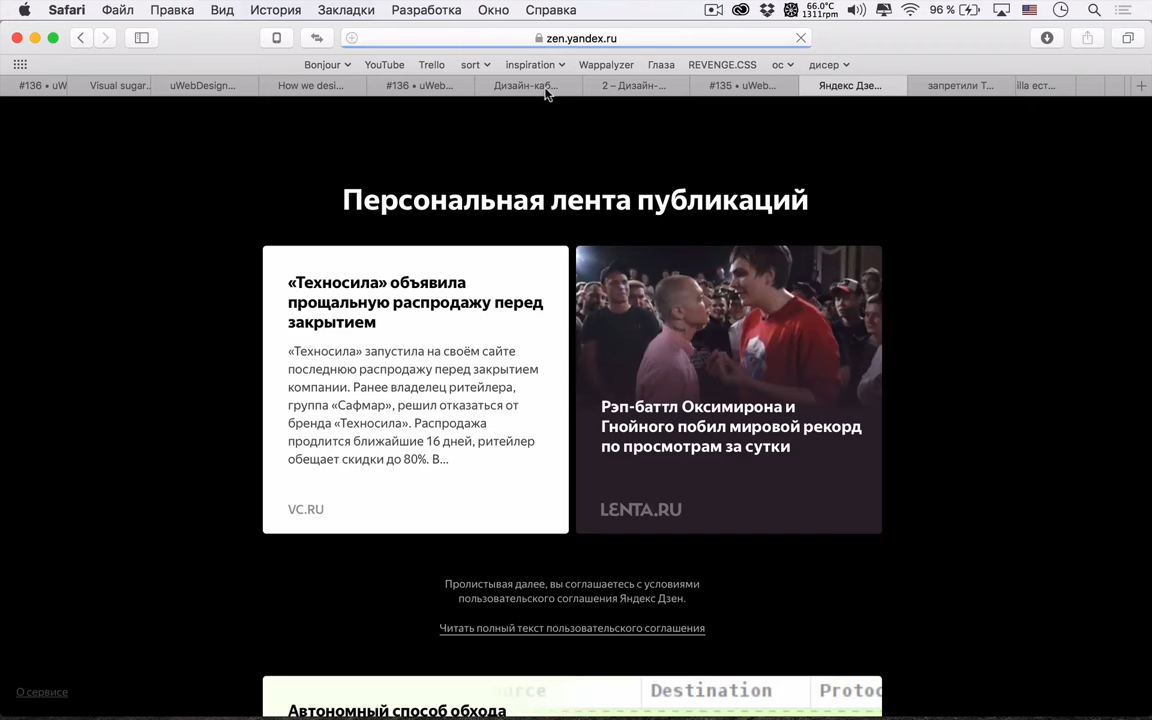 Safari Файл Правка Вид История Закладки Разработка Окно Справка 66.0°C 1311rpm 96 %
zen.yandex.ru
Bonjour YouTube Trello sort inspiration Wappalyzer Глаза REVENGE.CSS ос дисер
#136 • uW Visual sugar.. uWebDesign... How we desi... #136 • uWeb... Дизайн-каб... 2 – Дизайн-... #135 • uWeb... Яндекс Дзе... запретили Т... illa ест...
Персональная лента публикаций
«Техносила» объявила
прощальную распродажу перед
закрытием
«Техносила» запустила на своём сайте
последнюю распродажу перед закрытием
компании. Ранее владелец ритейлера,
группа «Сафмар», решил отказаться от
бренда «Техносила». Распродажа
продлится ближайшие 16 дней, ритейлер
обещает скидки до 80%. В...
VC.RU
Рэп-баттл Оксимирона и
Гнойного побил мировой рекорд
по просмотрам за сутки
LENTA.RU
Пролистывая далее, вы соглашаетесь с условиями
пользовательского соглашения Яндекс Дзен.
Читать полный текст пользовательского соглашения
О сервисе
urce Destination Protoc
Автономный способ обхода